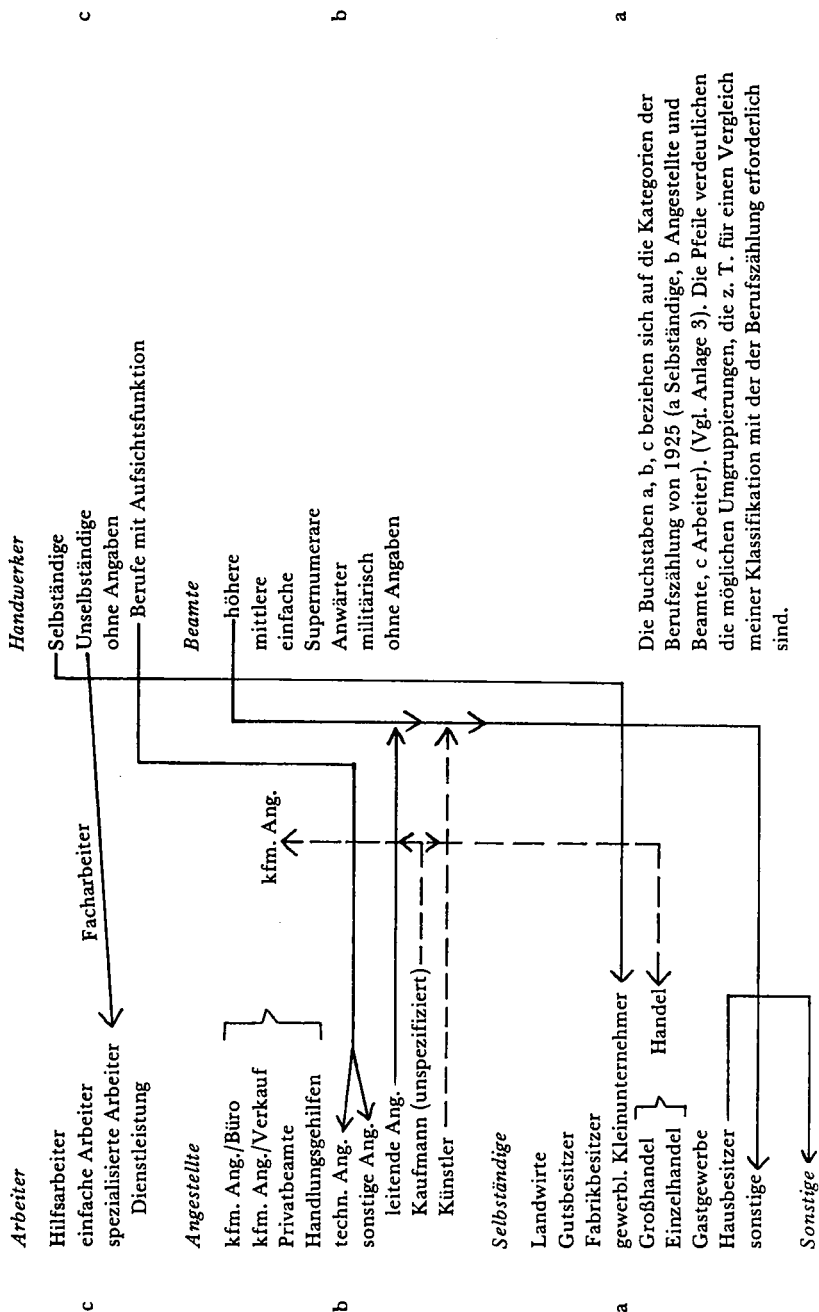 c
Arbeiter
Hilfsarbeiter
einfache Arbeiter
spezialisierte Arbeiter
Dienstleistung
Facharbeiter
Handwerker
Selbständige
Unselbständige
ohne Angaben
Berufe mit Aufsichtsfunktion
c
b
Angestellte
kfm. Ang./Büro
kfm. Ang./Verkauf
Privatbeamte
Handlungsgehilfen
techn. Ang.
sonstige Ang.
leitende Ang.
Kaufmann (unspezifiziert)
Künstler
kfm. Ang.
Beamte
höhere
mittlere
einfache
Supernumerare
Anwärter
militärisch
ohne Angaben
b
a
Selbständige
Landwirte
Gutsbesitzer
Fabrikbesitzer
gewerbl. Kleinunternehmer
Großhandel
Einzelhandel
Handel
Gastgewerbe
Hausbesitzer
sonstige
Sonstige
a
Die Buchstaben a, b, c beziehen sich auf die Kategorien der
Berufszählung von 1925 (a Selbständige, b Angestellte und
Beamte, c Arbeiter). (Vgl. Anlage 3). Die Pfeile verdeutlichen
die möglichen Umgruppierungen, die z. T. für einen Vergleich
meiner Klassifikation mit der der Berufszählung erforderlich
sind.